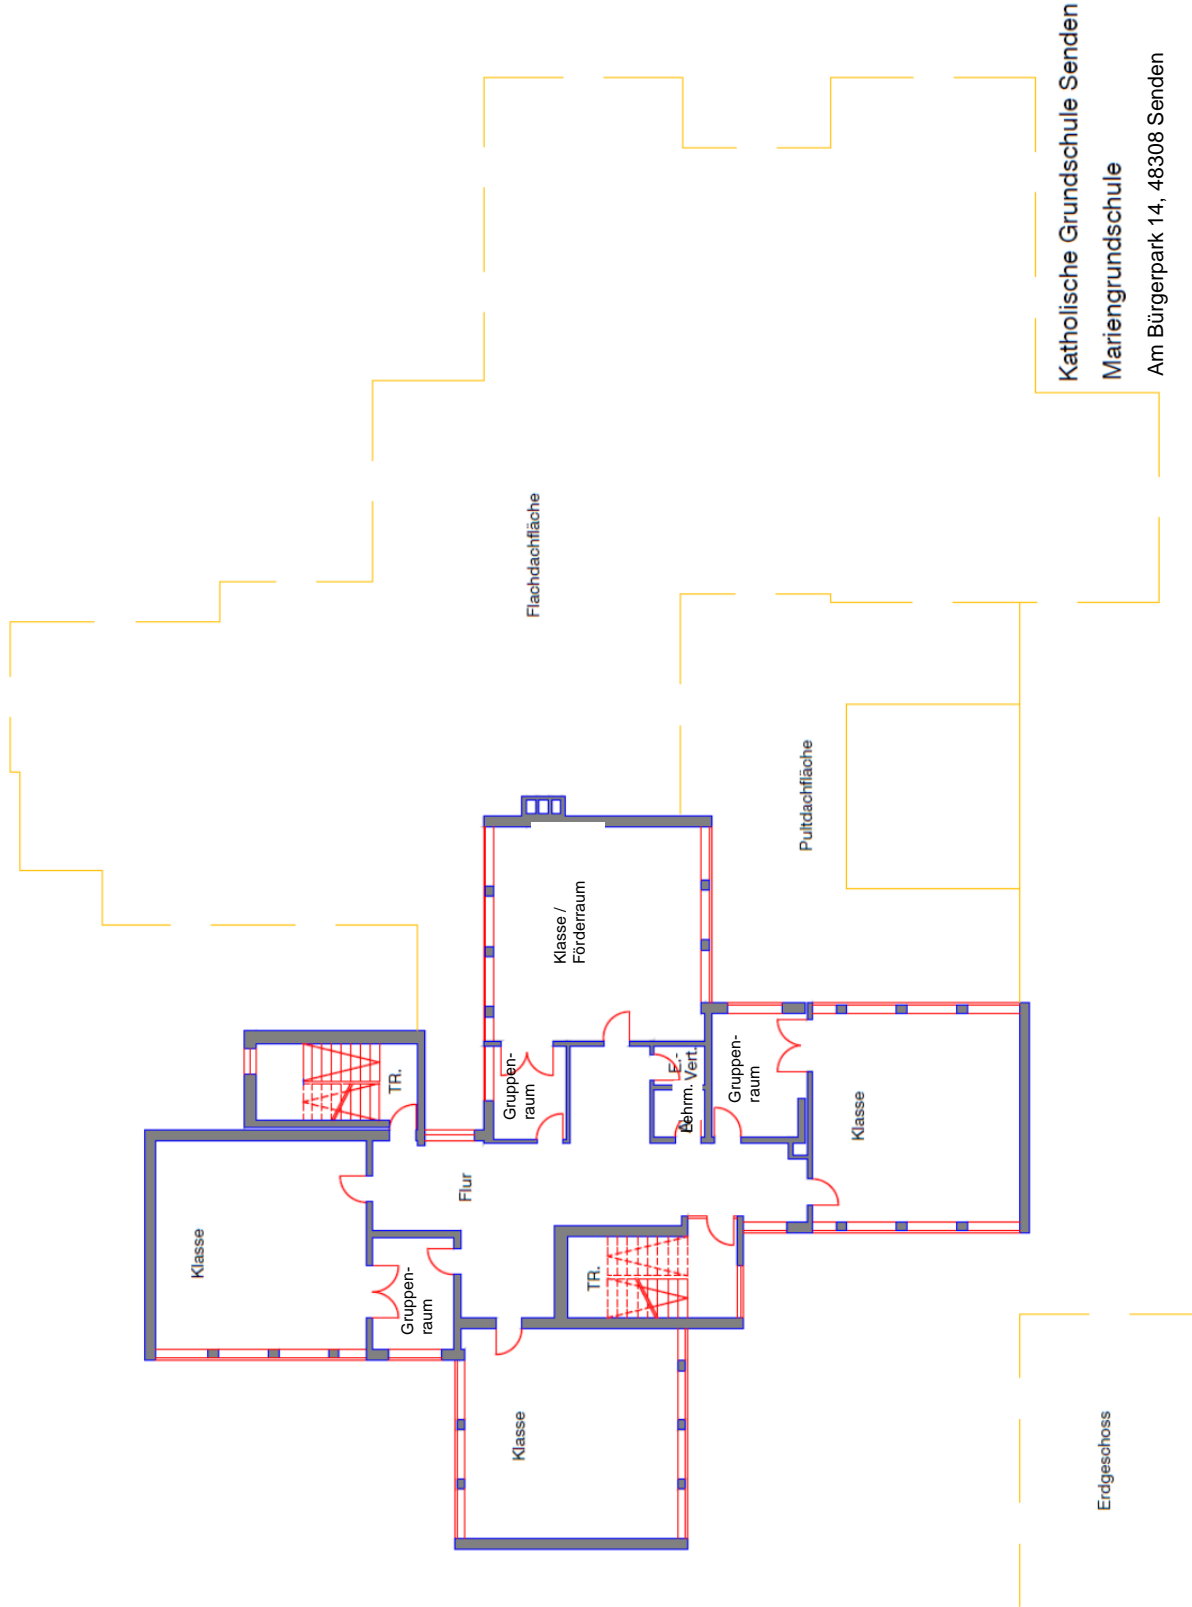 Katholische Grundschule Senden
Mariengrundschule
Am Bürgerpark 14, 48308 Senden
Flachdachfläche
Pultdachfläche
Klasse /
Förderraum
TR.
Gruppen-
raum
E.-
Vert.
Lehrm.
Gruppen-
raum
Klasse
Flur
Klasse
TR.
Gruppen-
raum
Klasse
Erdgeschoss